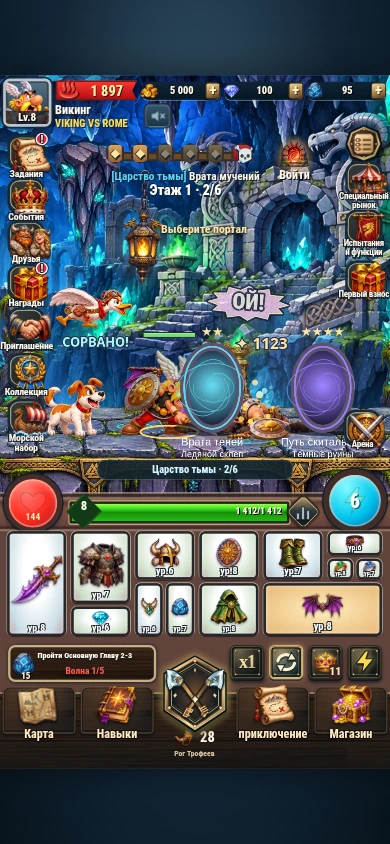 1 897
5 000
100
95
Lv.8
Викинг
VIKING VS ROME
Задания
[Царство тьмы] Врата мучений
Этаж 1 · 2/6
Войти
События
Специальный рынок
Выберите портал
Друзья
Испытания и функции
ОЙ!
Награды
Первый взнос
СОРВАНО!
1123
Приглашение
Коллекция
Морской набор
Арена
Врата теней
Ледяной склеп
Путь скиталь
Тёмные руины
Царство тьмы · 2/6
144
8
1 412/1 412
6
ур.8
ур.7
ур.6
ур.8
ур.7
ур.6
ур.6
ур.7
ур.8
ур.8
15
Пройти Основную Главу 2-3
Волна 1/5
x1
11
28
Рог Трофеев
Карта
Навыки
приключение
Магазин